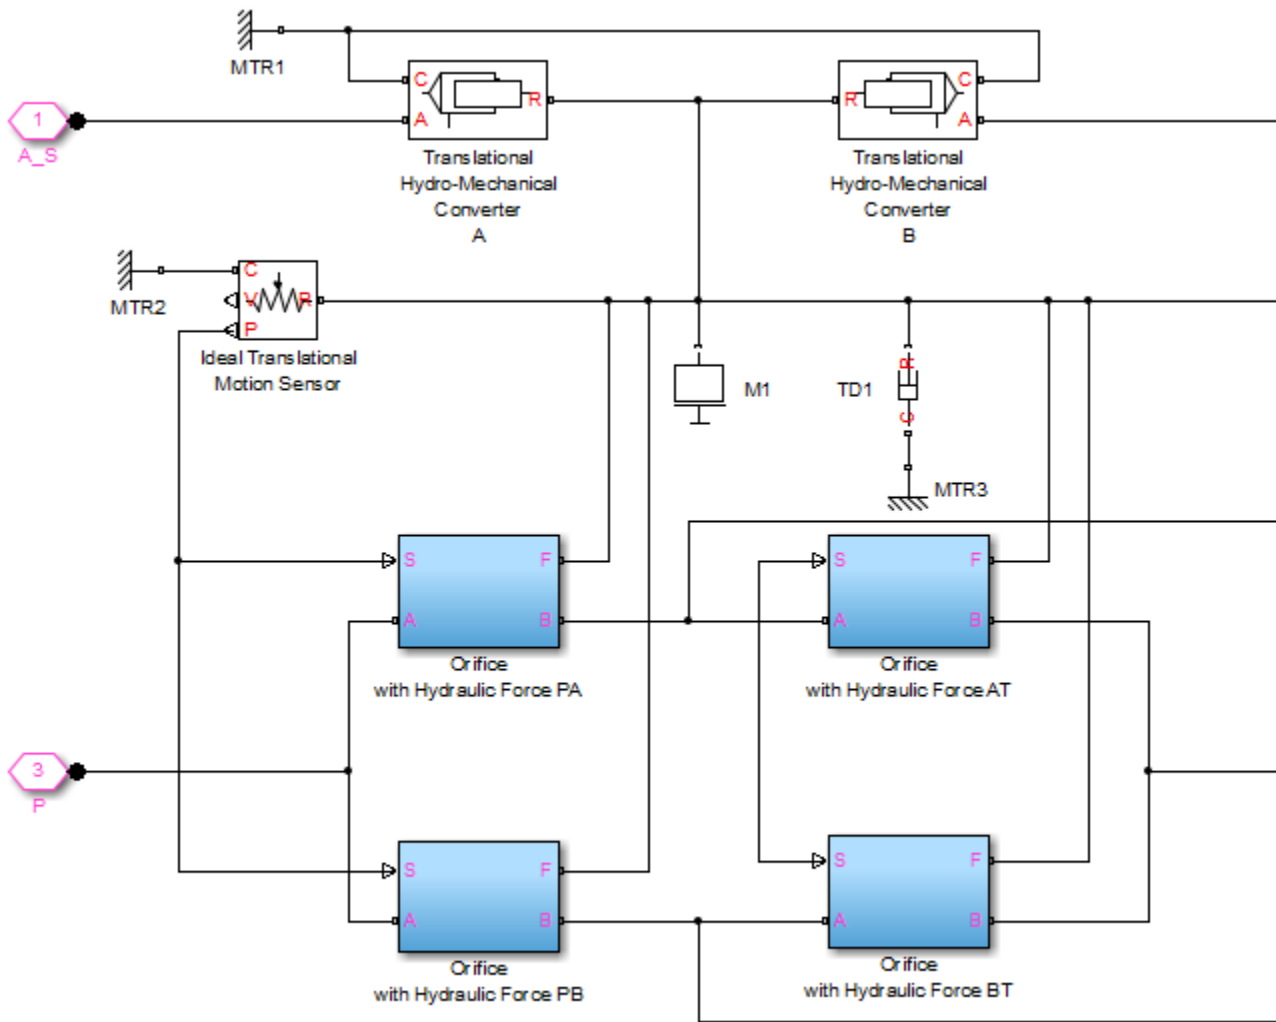 MTR1
C
R
A
R
C
A
1
A_S
Translational
Hydro-Mechanical
Converter
A
Translational
Hydro-Mechanical
Converter
B
MTR2
C
V
R
P
Ideal Translational
Motion Sensor
M1
TD1
R
C
MTR3
S
F
A
B
Orifice
with Hydraulic Force PA
S
F
A
B
Orifice
with Hydraulic Force AT
3
P
S
F
A
B
Orifice
with Hydraulic Force PB
S
F
A
B
Orifice
with Hydraulic Force BT